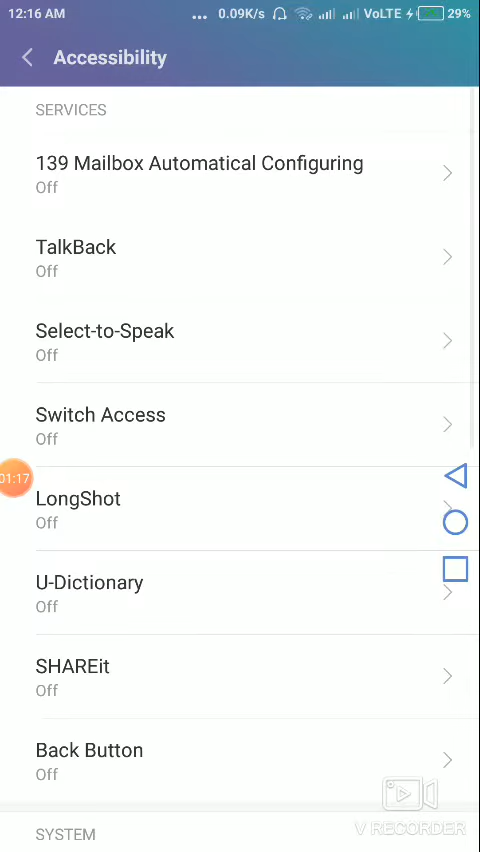 12:16 AM ... 0.09K/s VoLTE 29%
Accessibility
SERVICES
139 Mailbox Automatical Configuring
Off
TalkBack
Off
Select-to-Speak
Off
Switch Access
Off
01:17
LongShot
Off
U-Dictionary
Off
SHAREit
Off
Back Button
Off
V RECORDER
SYSTEM